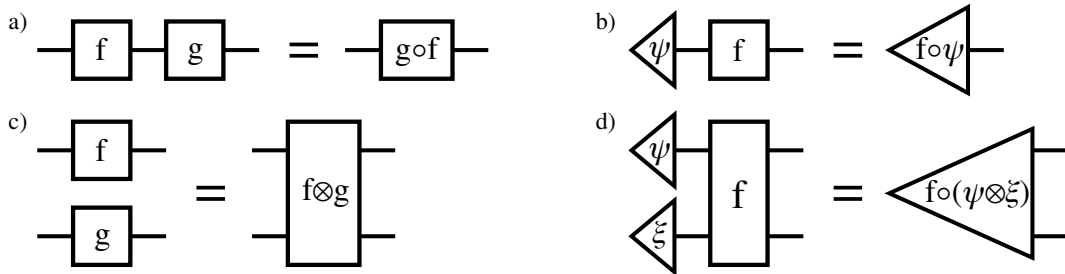 a) f g = g∘f
b) ψ f = f∘ψ
c) f g = f⊗g
d) ψ ξ f = f∘(ψ⊗ξ)